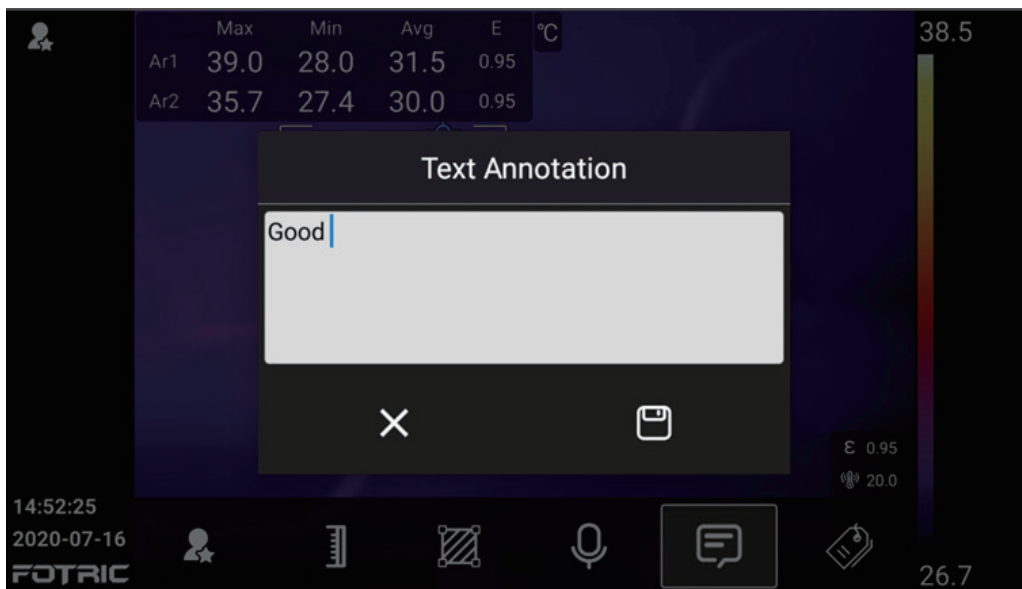 Max Min Avg E °C
38.5
Ar1 39.0 28.0 31.5 0.95
Ar2 35.7 27.4 30.0 0.95
Text Annotation
Good
ε 0.95
20.0
14:52:25
2020-07-16
FOTRIC
26.7